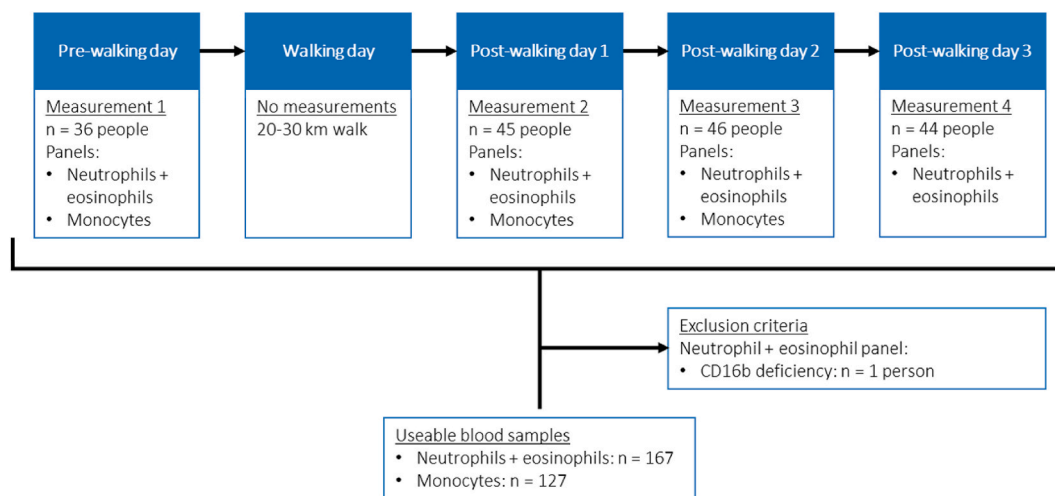 Pre-walking day
Walking day
Post-walking day 1
Post-walking day 2
Post-walking day 3
Measurement 1
n = 36 people
Panels:
• Neutrophils +
eosinophils
• Monocytes
No measurements
20-30 km walk
Measurement 2
n = 45 people
Panels:
• Neutrophils +
eosinophils
• Monocytes
Measurement 3
n = 46 people
Panels:
• Neutrophils +
eosinophils
• Monocytes
Measurement 4
n = 44 people
Panels:
• Neutrophils +
eosinophils
Exclusion criteria
Neutrophil + eosinophil panel:
• CD16b deficiency: n = 1 person
Useable blood samples
• Neutrophils + eosinophils: n = 167
• Monocytes: n = 127